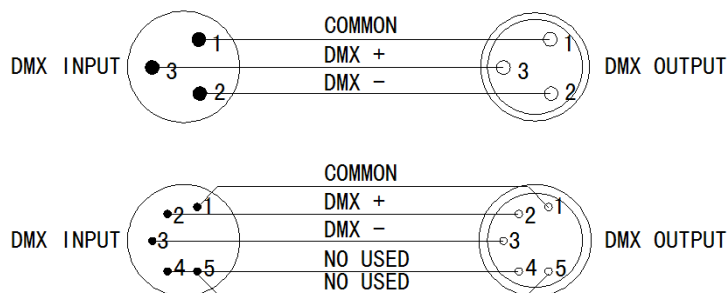 COMMON
1 1
DMX +
DMX INPUT 3 3 DMX OUTPUT
DMX -
2 2
COMMON
1 1
DMX +
2 2
DMX -
DMX INPUT 3 3 DMX OUTPUT
NO USED
4 5 4 5
NO USED